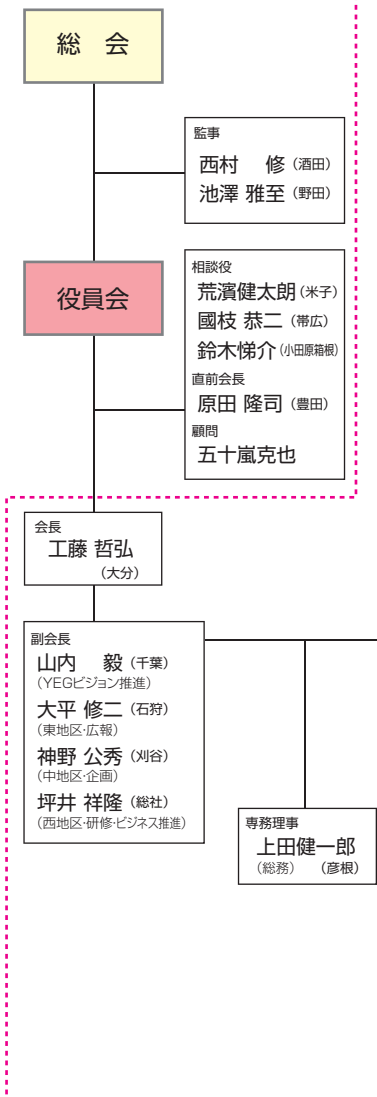 総 会
監事
西村 修(酒田)
池澤 雅至(野田)
役員会
相談役
荒濱健太朗(米子)
國枝 恭二(帯広)
鈴木悌介(小田原箱根)
直前会長
原田 隆司(豊田)
顧問
五十嵐克也
会長
工藤 哲弘
(大分)
副会長
山内 毅(千葉)
(YEGビジョン推進)
大平 修二(石狩)
(東地区・広報)
神野 公秀(刈谷)
(中地区・企画)
坪井 祥隆(総社)
(西地区・研修・ビジネス推進)
専務理事
上田健一郎
(総務) (彦根)